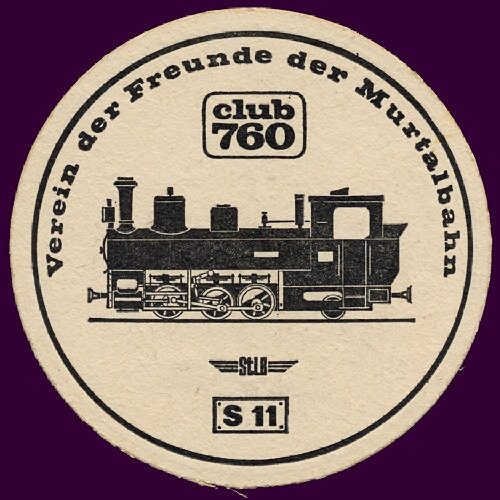 Verein der Freunde der Murtalbahn
club
760
StLB
S 11